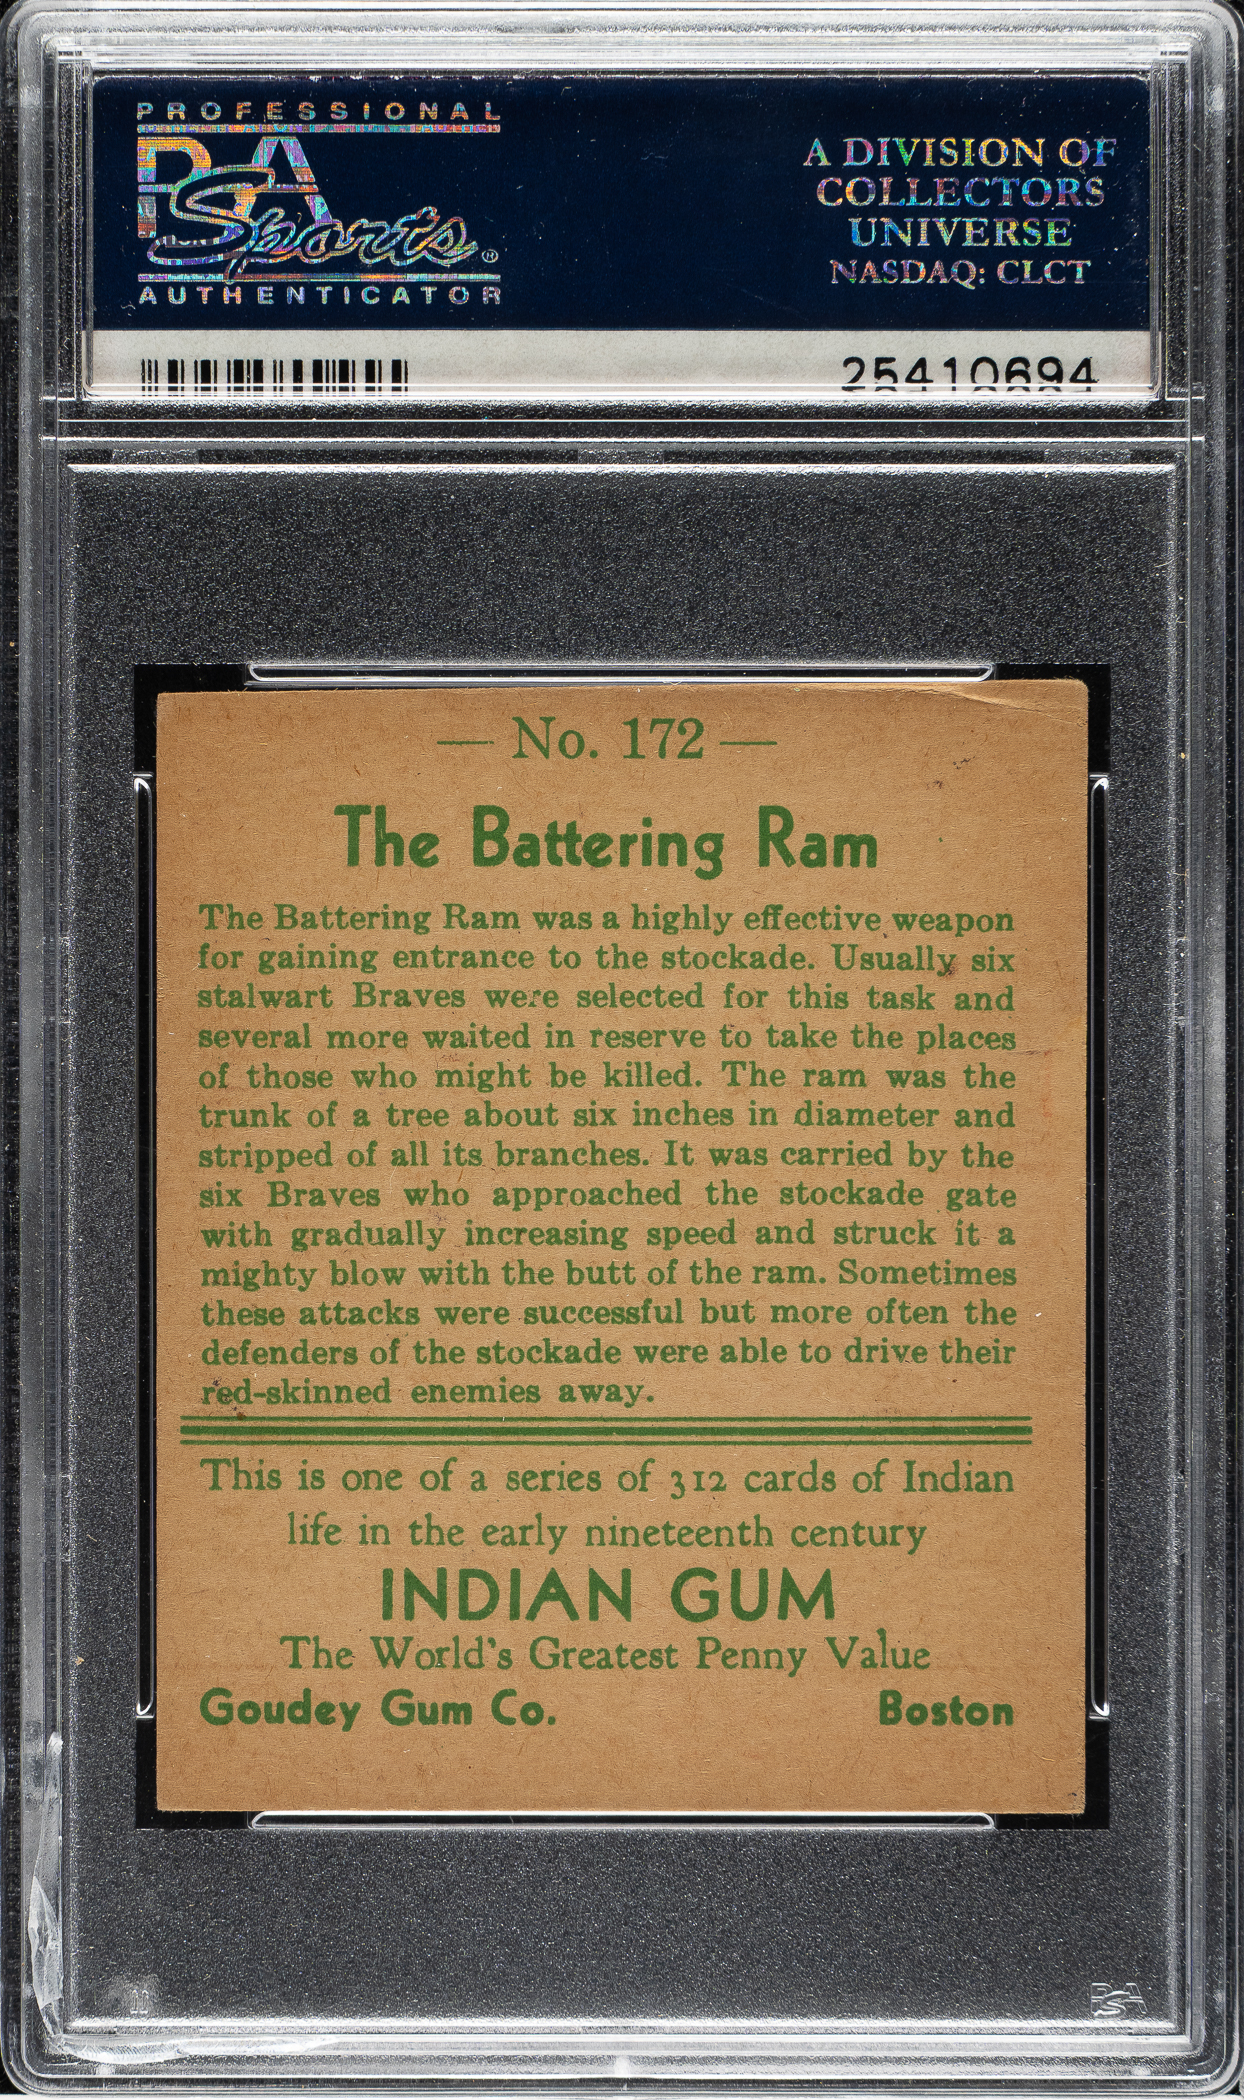 PROFESSIONAL
PSA
Sports®
AUTHENTICATOR
A DIVISION OF
COLLECTORS
UNIVERSE
NASDAQ: CLCT
25410694
— No. 172 —
The Battering Ram
The Battering Ram was a highly effective weapon
for gaining entrance to the stockade. Usually six
stalwart Braves were selected for this task and
several more waited in reserve to take the places
of those who might be killed. The ram was the
trunk of a tree about six inches in diameter and
stripped of all its branches. It was carried by the
six Braves who approached the stockade gate
with gradually increasing speed and struck it a
mighty blow with the butt of the ram. Sometimes
these attacks were successful but more often the
defenders of the stockade were able to drive their
red-skinned enemies away.
This is one of a series of 312 cards of Indian
life in the early nineteenth century
INDIAN GUM
The World's Greatest Penny Value
Goudey Gum Co. Boston
PSA